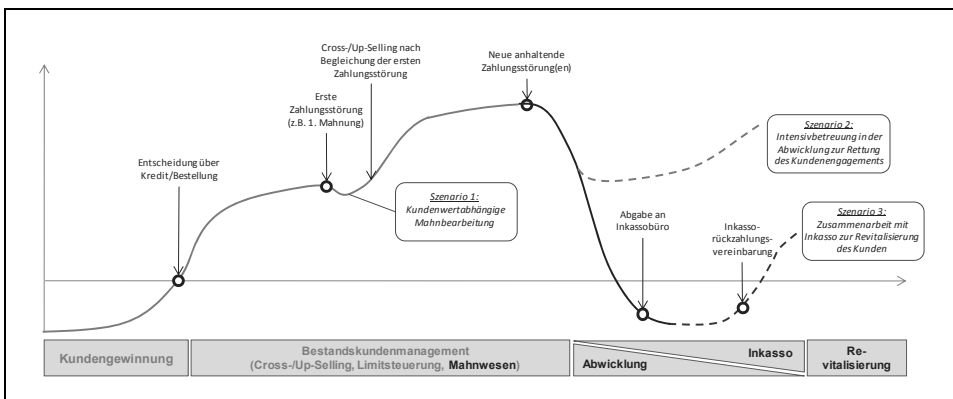 Cross-/Up-Selling nach
Begleichung der ersten
Zahlungsstörung
Neue anhaltende
Zahlungsstörung(en)
Erste
Zahlungsstörung
(z.B. 1. Mahnung)
Szenario 2:
Intensivbetreuung in der
Abwicklung zur Rettung
des Kundenengagements
Entscheidung über
Kredit/Bestellung
Szenario 1:
Kundenwertabhängige
Mahnbearbeitung
Abgabe an
Inkassobüro
Inkasso-
rückzahlungs-
vereinbarung
Szenario 3:
Zusammenarbeit mit
Inkasso zur Revitalisierung
des Kunden
Kundengewinnung
Bestandskundenmanagement
(Cross-/Up-Selling, Limitsteuerung, Mahnwesen)
Abwicklung
Inkasso
Re-
vitalisierung